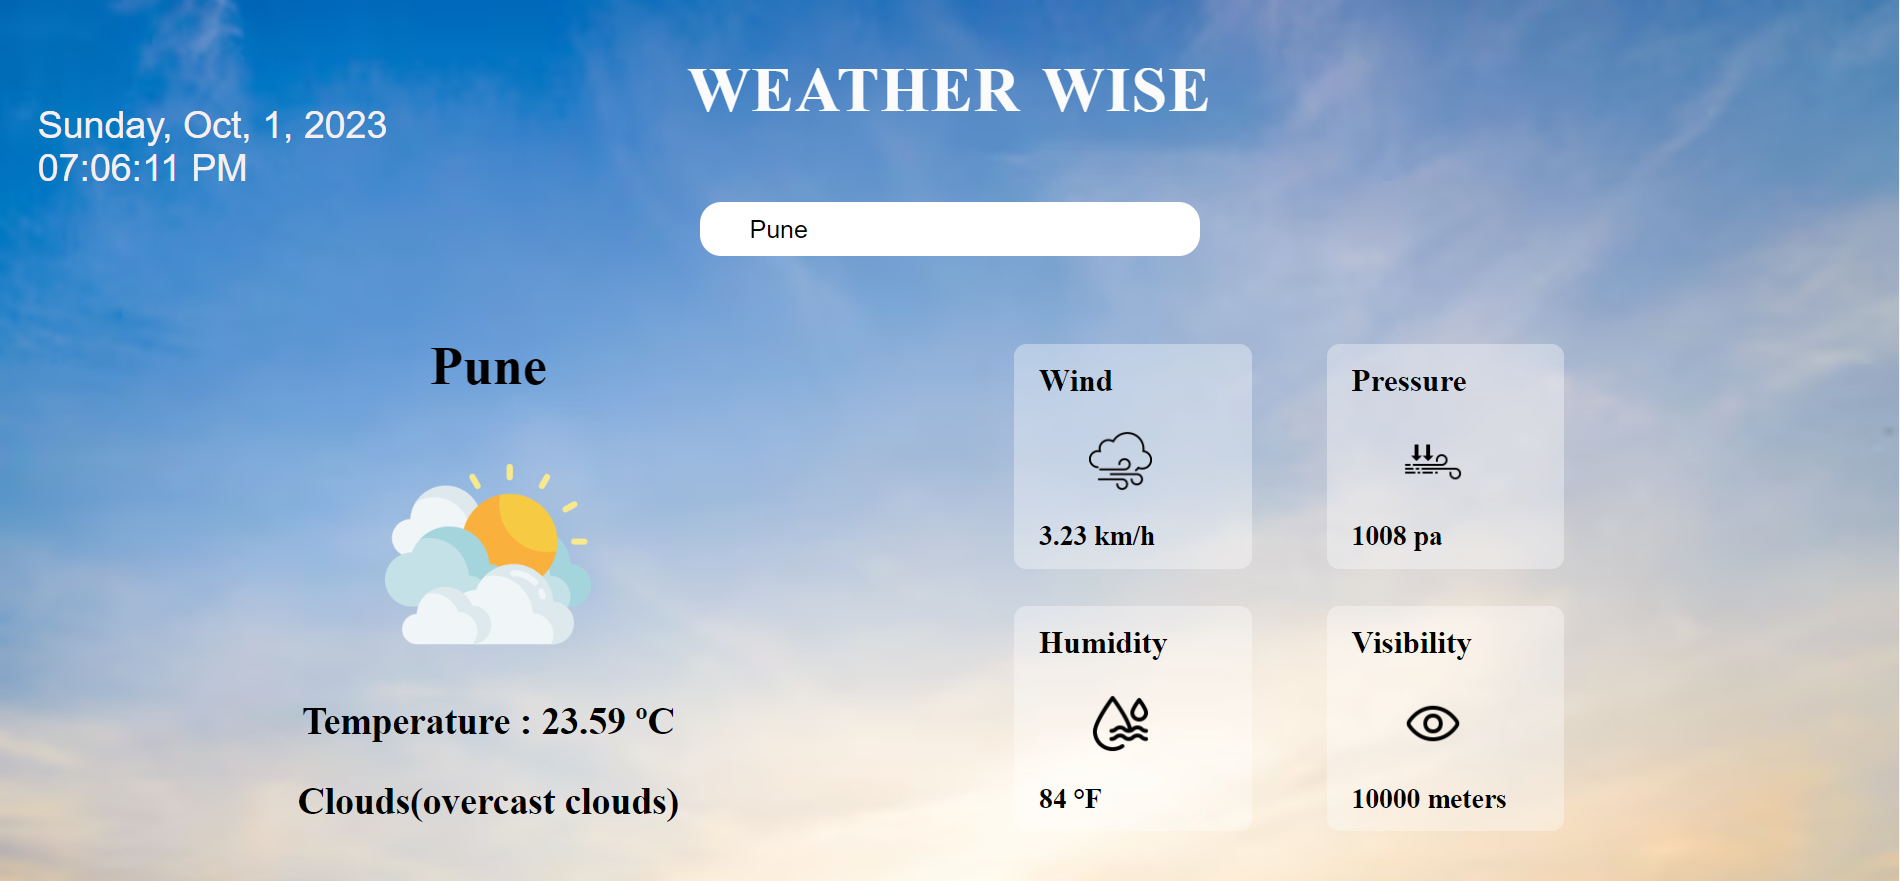 WEATHER WISE
Sunday, Oct, 1, 2023
07:06:11 PM
Pune
Pune
Temperature : 23.59 °C
Clouds(overcast clouds)
Wind
3.23 km/h
Pressure
1008 pa
Humidity
84 °F
Visibility
10000 meters